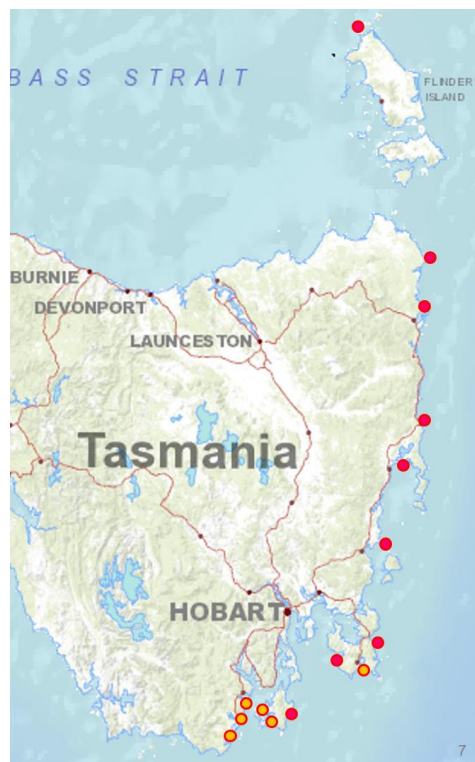 BASS STRAIT
FLINDER
ISLAND
BURNIE
DEVONPORT
LAUNCESTON
Tasmania
HOBART
7